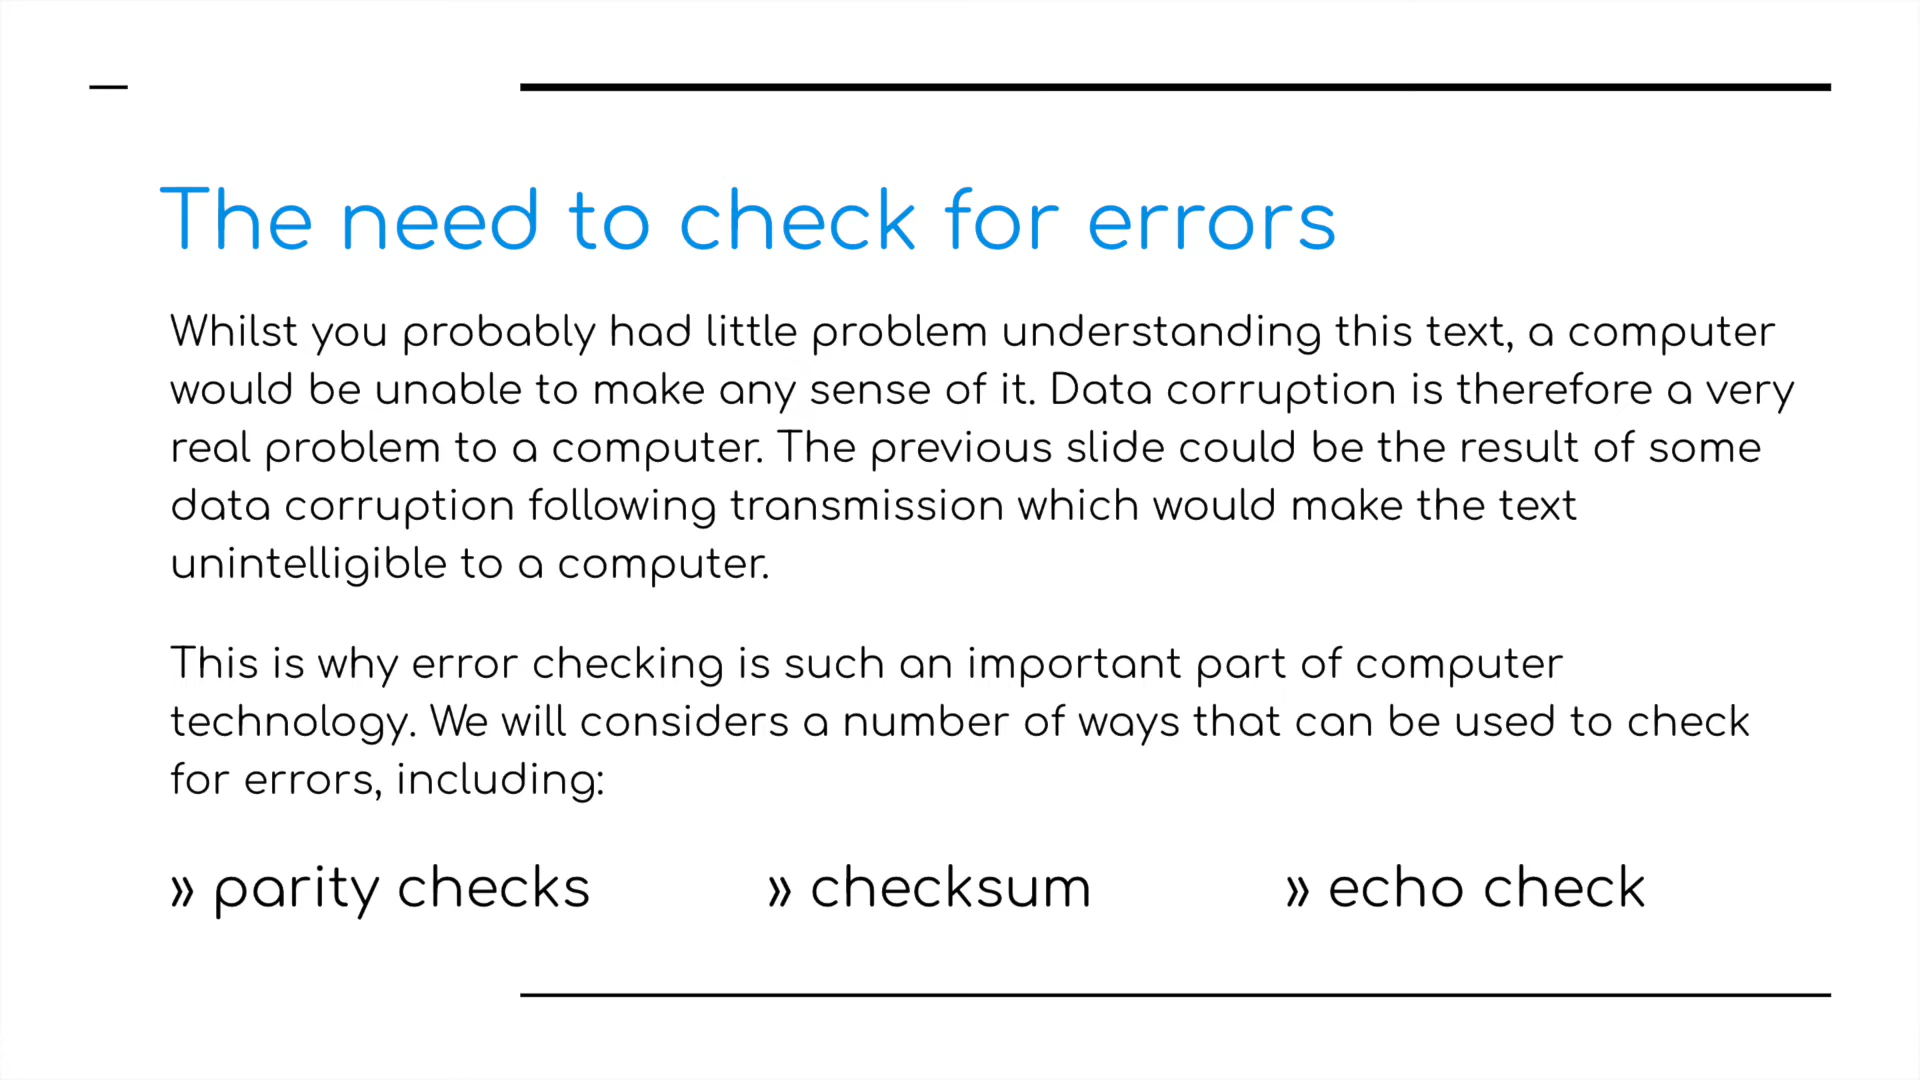 The need to check for errors
Whilst you probably had little problem understanding this text, a computer
would be unable to make any sense of it. Data corruption is therefore a very
real problem to a computer. The previous slide could be the result of some
data corruption following transmission which would make the text
unintelligible to a computer.
This is why error checking is such an important part of computer
technology. We will considers a number of ways that can be used to check
for errors, including:
» parity checks » checksum » echo check